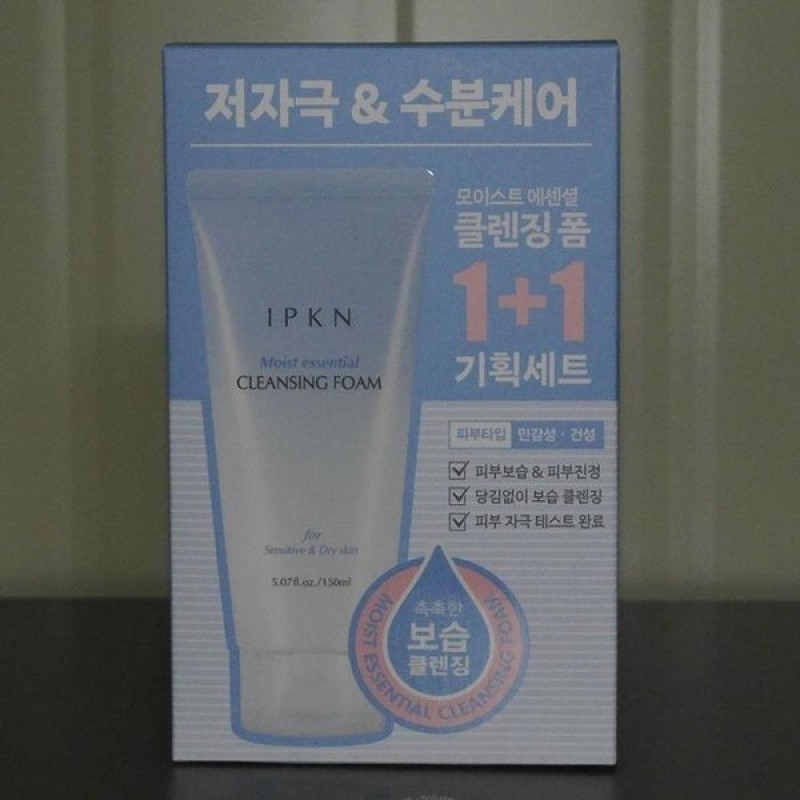 저자극 & 수분케어
모이스트 에센셜
클렌징 폼
1+1
기획세트
IPKN
Moist essential
CLEANSING FOAM
for
Sensitive & Dry skin
5.07fl.oz./150ml
피부타입 민감성 · 건성
피부보습 & 피부진정
당김없이 보습 클렌징
피부 자극 테스트 완료
촉촉한
보습
클렌징
MOIST ESSENTIAL CLEANSING FOAM